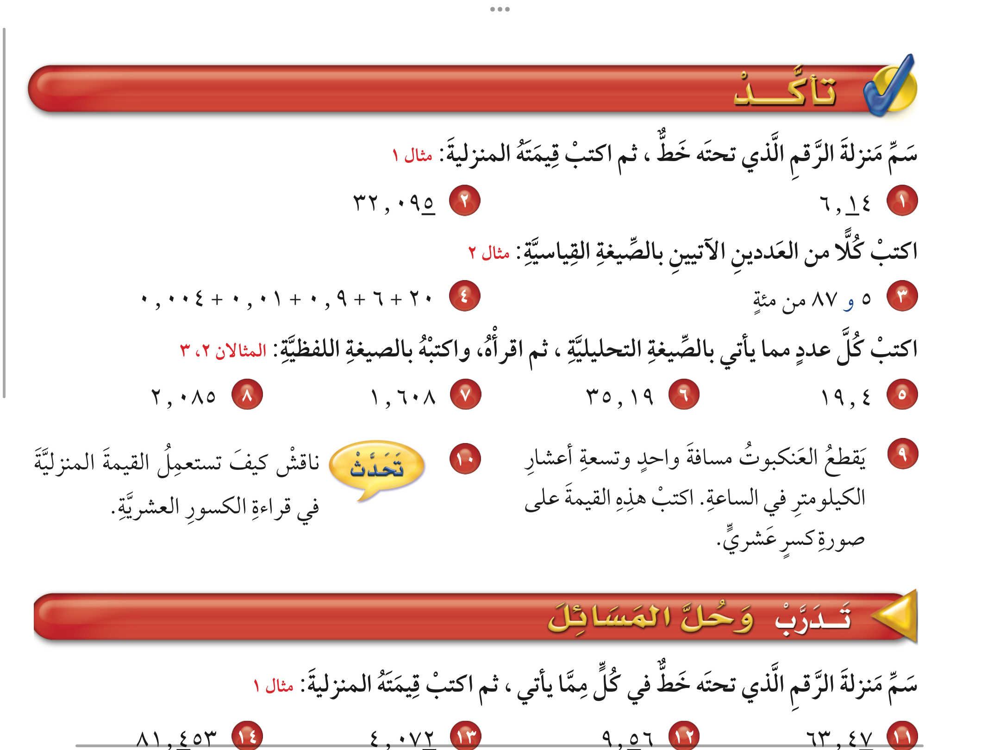 تأكَّـــدْ
سَمِّ مَنزلةَ الرَّقمِ الَّذي تحتَه خَطٌّ ، ثم اكتبْ قِيمَتَهُ المنزليةَ: مثال ١
١ ٦,١٤ ٢ ٣٢,٠٩٥
اكتبْ كُلًّا من العَددينِ الآتيينِ بالصِّيغةِ القِياسيَّةِ: مثال ٢
٣ ٥ و ٨٧ من مئةٍ ٤ ٠,٠٠٤ + ٠,٠١ + ٠,٩ + ٦ + ٢٠
اكتبْ كُلَّ عددٍ مما يأتي بالصِّيغةِ التحليليَّةِ ، ثم اقرأْهُ، واكتبْهُ بالصيغةِ اللفظيَّةِ: المثالان ٢، ٣
٥ ١٩,٤ ٦ ٣٥,١٩ ٧ ١,٦٠٨ ٨ ٢,٠٨٥
٩ يَقطعُ العَنكبوتُ مسافةَ واحدٍ وتسعةِ أعشارِ
الكيلومترِ في الساعةِ. اكتبْ هذِهِ القيمةَ على
صورةِ كسرٍ عَشريٍّ.
١٠ تَحَدَّثْ ناقشْ كيفَ تستعمِلُ القيمةَ المنزليَّةَ
في قراءةِ الكسورِ العشريَّةِ.
تَـدَرَّبْ وَحُلَّ المَسَائِلَ
سَمِّ مَنزلةَ الرَّقمِ الَّذي تحتَه خَطٌّ في كُلٍّ مِمَّا يأتي ، ثم اكتبْ قِيمَتَهُ المنزليةَ: مثال ١
١١ ٦٣,٤٧ ١٢ ٩,٥٦ ١٣ ٤,٠٧٢ ١٤ ٨١,٤٥٣